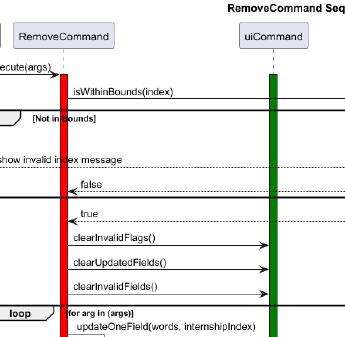 RemoveCommand Seq
RemoveCommand
uiCommand
ecute(args)
isWithinBounds(index)
[Not in Bounds]
show invalid index message
false
true
clearInvalidFlags()
clearUpdatedFields()
clearInvalidFields()
loop
[for arg in (args)]
updateOneField(words, internshipIndex)